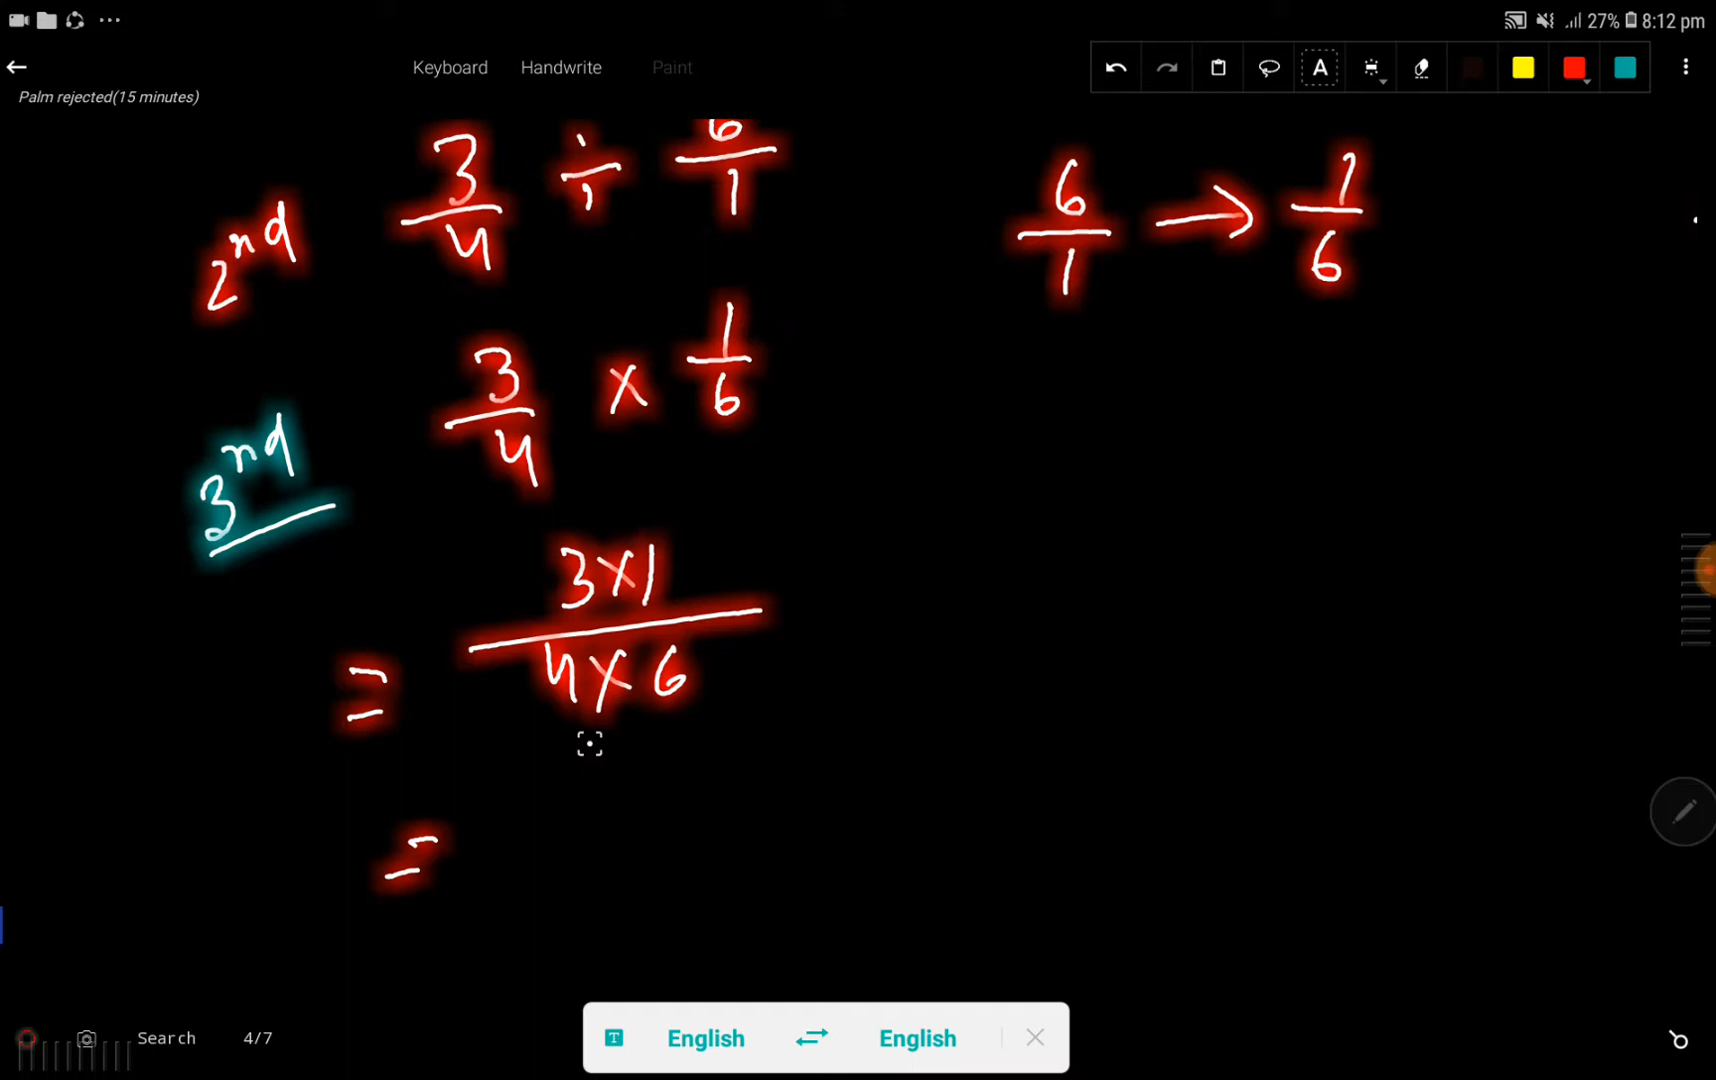 27% 8:12 pm
Keyboard Handwrite Paint
Palm rejected(15 minutes)
2nd 3/4 ÷ 6/1 6/1 → 1/6
3nd 3/4 × 1/6
= 3×1/4×6
=
Search 4/7
English English